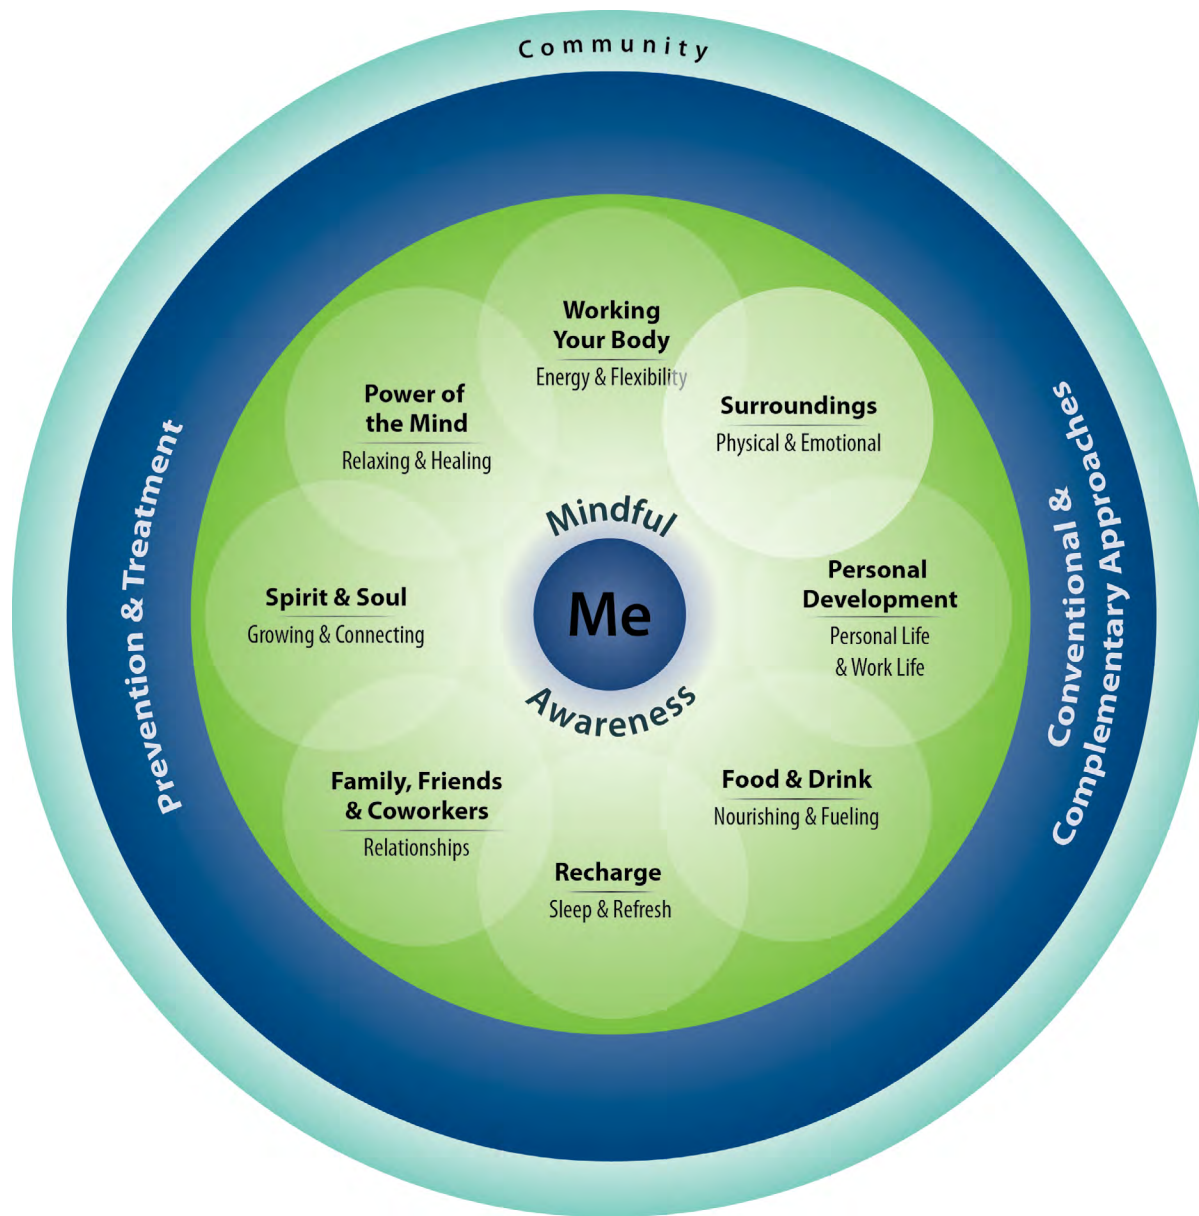 Community
Working
Your Body
Energy & Flexibility
Surroundings
Physical & Emotional
Personal
Development
Personal Life
& Work Life
Food & Drink
Nourishing & Fueling
Recharge
Sleep & Refresh
Family, Friends
& Coworkers
Relationships
Spirit & Soul
Growing & Connecting
Power of
the Mind
Relaxing & Healing
Mindful
Me
Awareness
Prevention & Treatment
Conventional &
Complementary Approaches